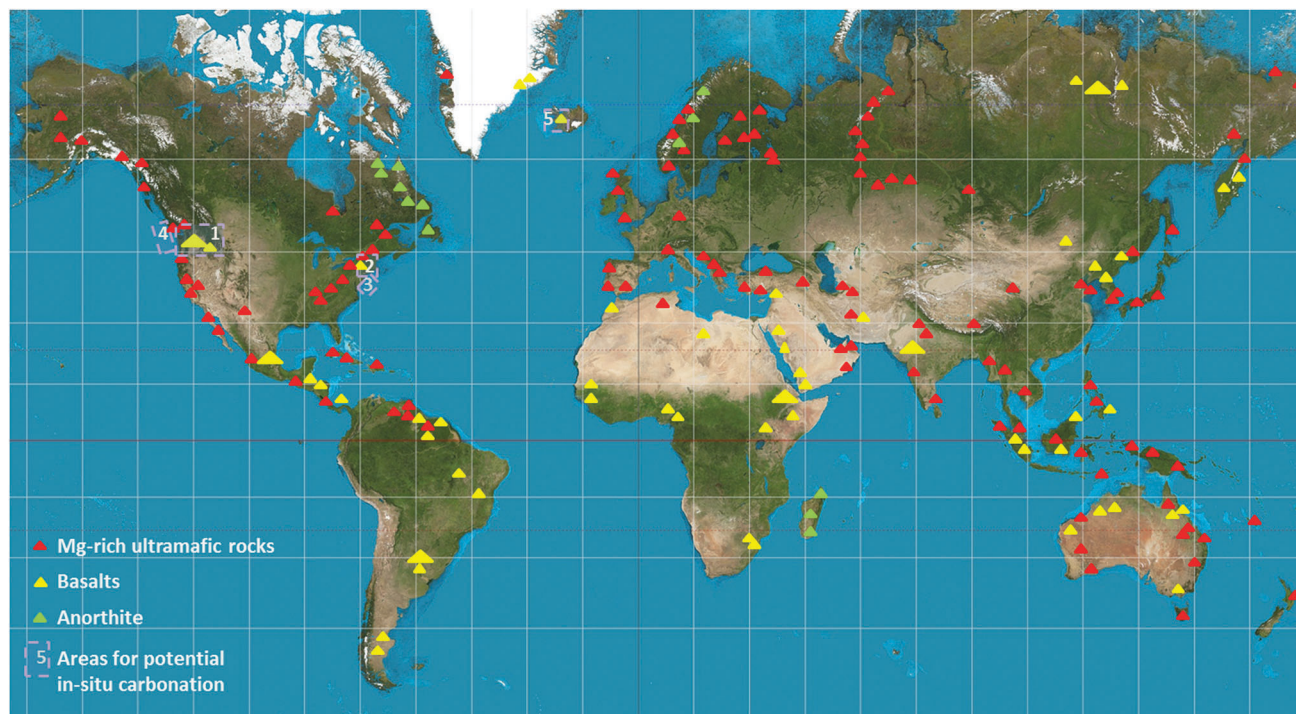 5
4
1
2
3
Mg-rich ultramafic rocks
Basalts
Anorthite
5 Areas for potential
in-situ carbonation